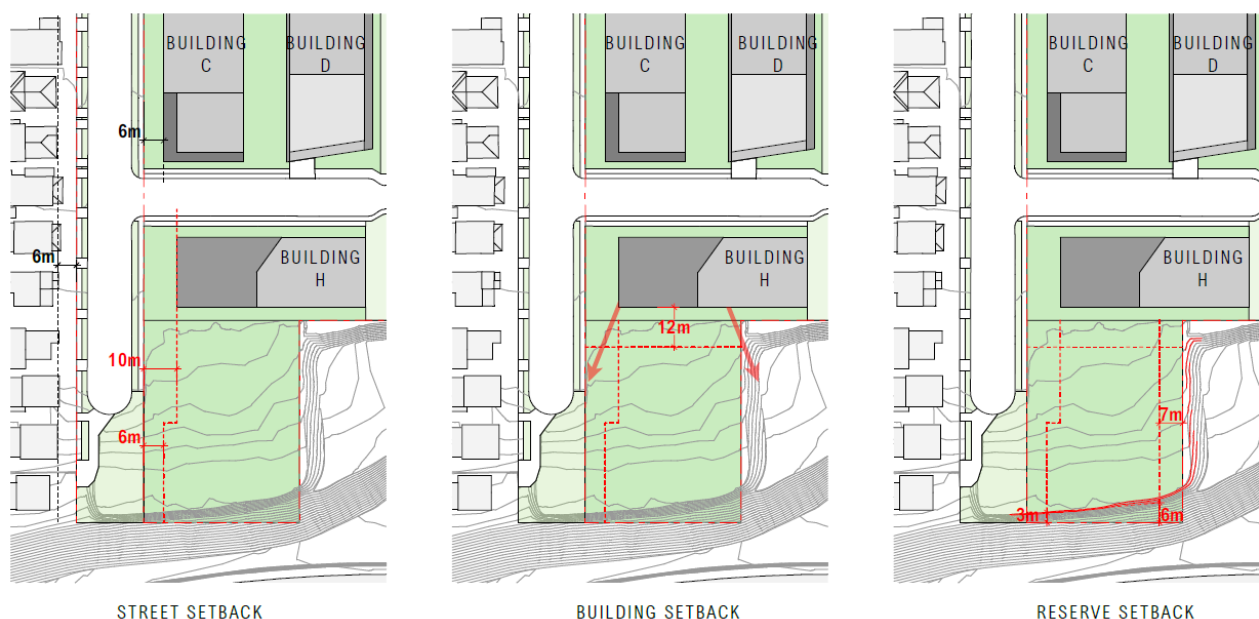 BUILDING
C
BUILDING
D
6m
6m
BUILDING
H
10m
6m
STREET SETBACK
BUILDING
C
BUILDING
D
BUILDING
H
12m
BUILDING SETBACK
BUILDING
C
BUILDING
D
BUILDING
H
7m
3m
6m
RESERVE SETBACK